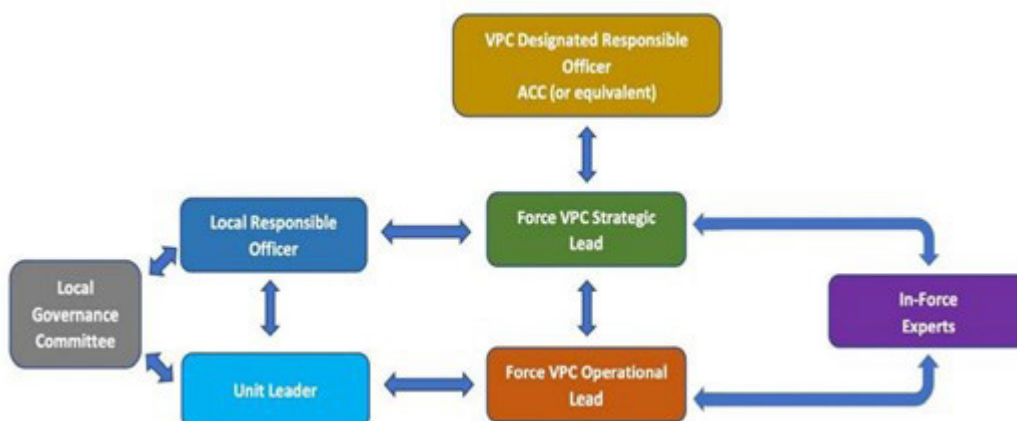 VPC Designated Responsible
Officer
ACC (or equivalent)
Local Responsible
Officer
Force VPC Strategic
Lead
Local
Governance
Committee
In-Force
Experts
Unit Leader
Force VPC Operational
Lead